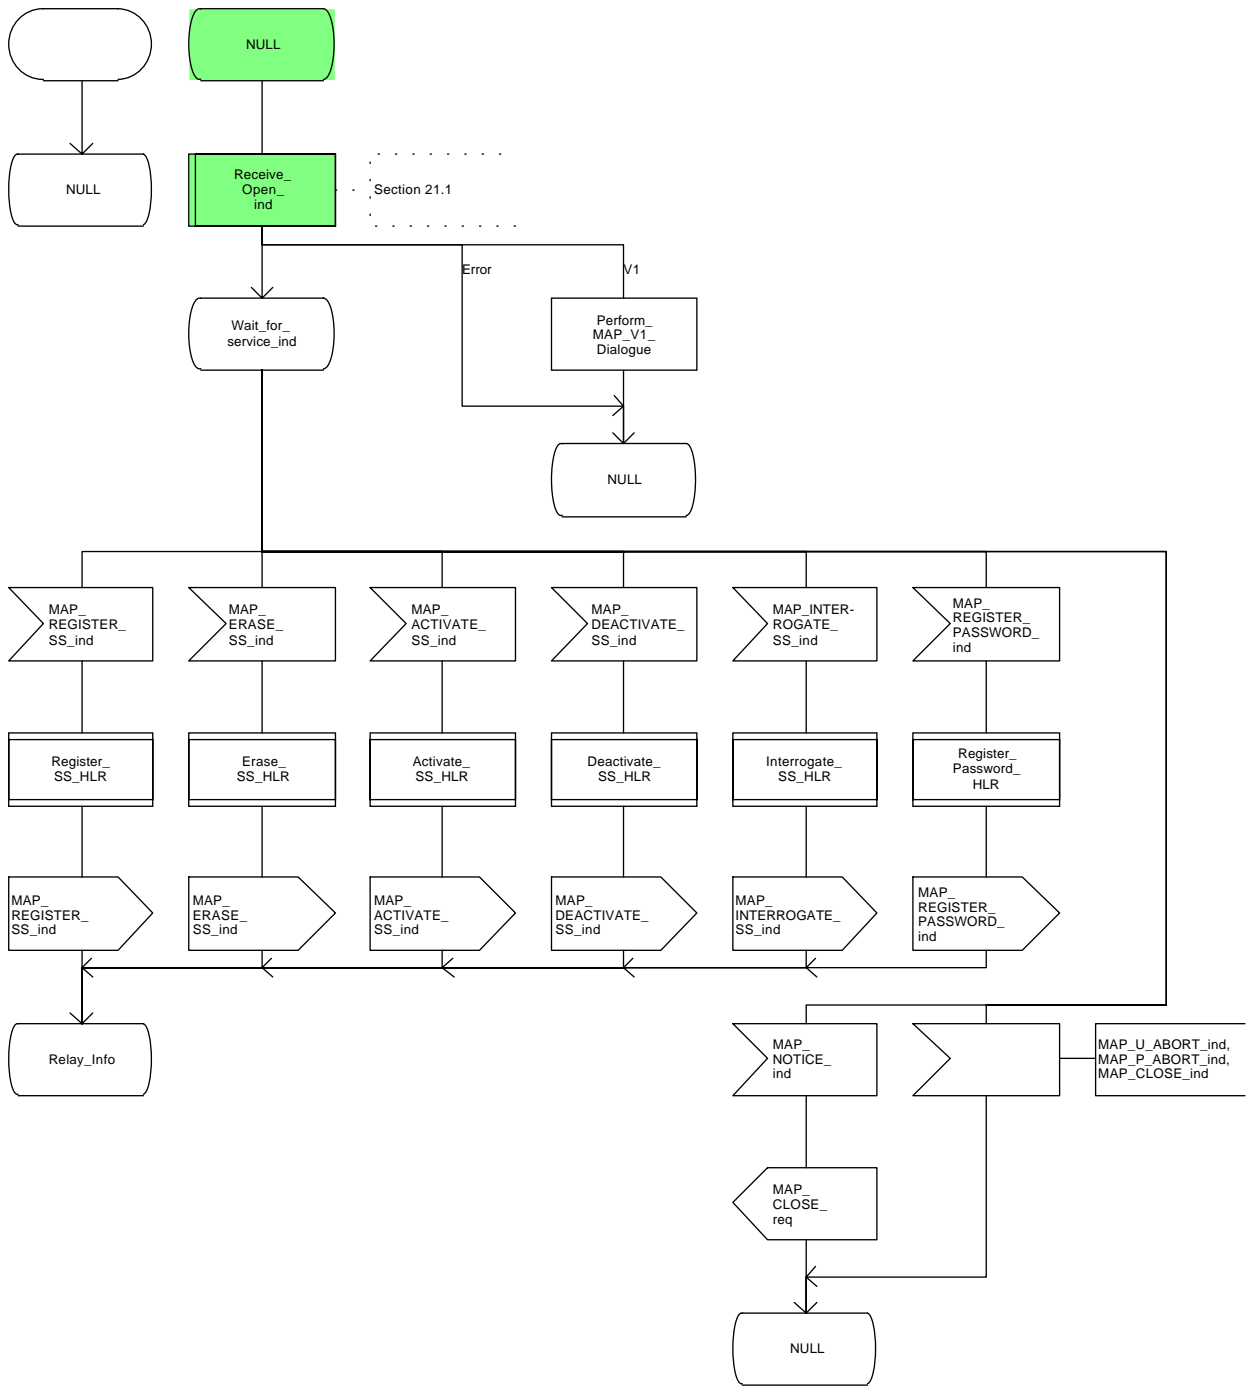 NULL
NULL
Receive_
Open_
ind
Section 21.1
Error
V1
Wait_for_
service_ind
Perform_
MAP_V1_
Dialogue
NULL
MAP_
REGISTER_
SS_ind
MAP_
ERASE_
SS_ind
MAP_
ACTIVATE_
SS_ind
MAP_
DEACTIVATE_
SS_ind
MAP_INTER-
ROGATE_
SS_ind
MAP_
REGISTER_
PASSWORD_
ind
Register_
SS_HLR
Erase_
SS_HLR
Activate_
SS_HLR
Deactivate_
SS_HLR
Interrogate_
SS_HLR
Register_
Password_
HLR
MAP_
REGISTER_
SS_ind
MAP_
ERASE_
SS_ind
MAP_
ACTIVATE_
SS_ind
MAP_
DEACTIVATE_
SS_ind
MAP_
INTERROGATE_
SS_ind
MAP_
REGISTER_
PASSWORD_
ind
Relay_Info
MAP_
NOTICE_
ind
MAP_U_ABORT_ind,
MAP_P_ABORT_ind,
MAP_CLOSE_ind
MAP_
CLOSE_
req
NULL